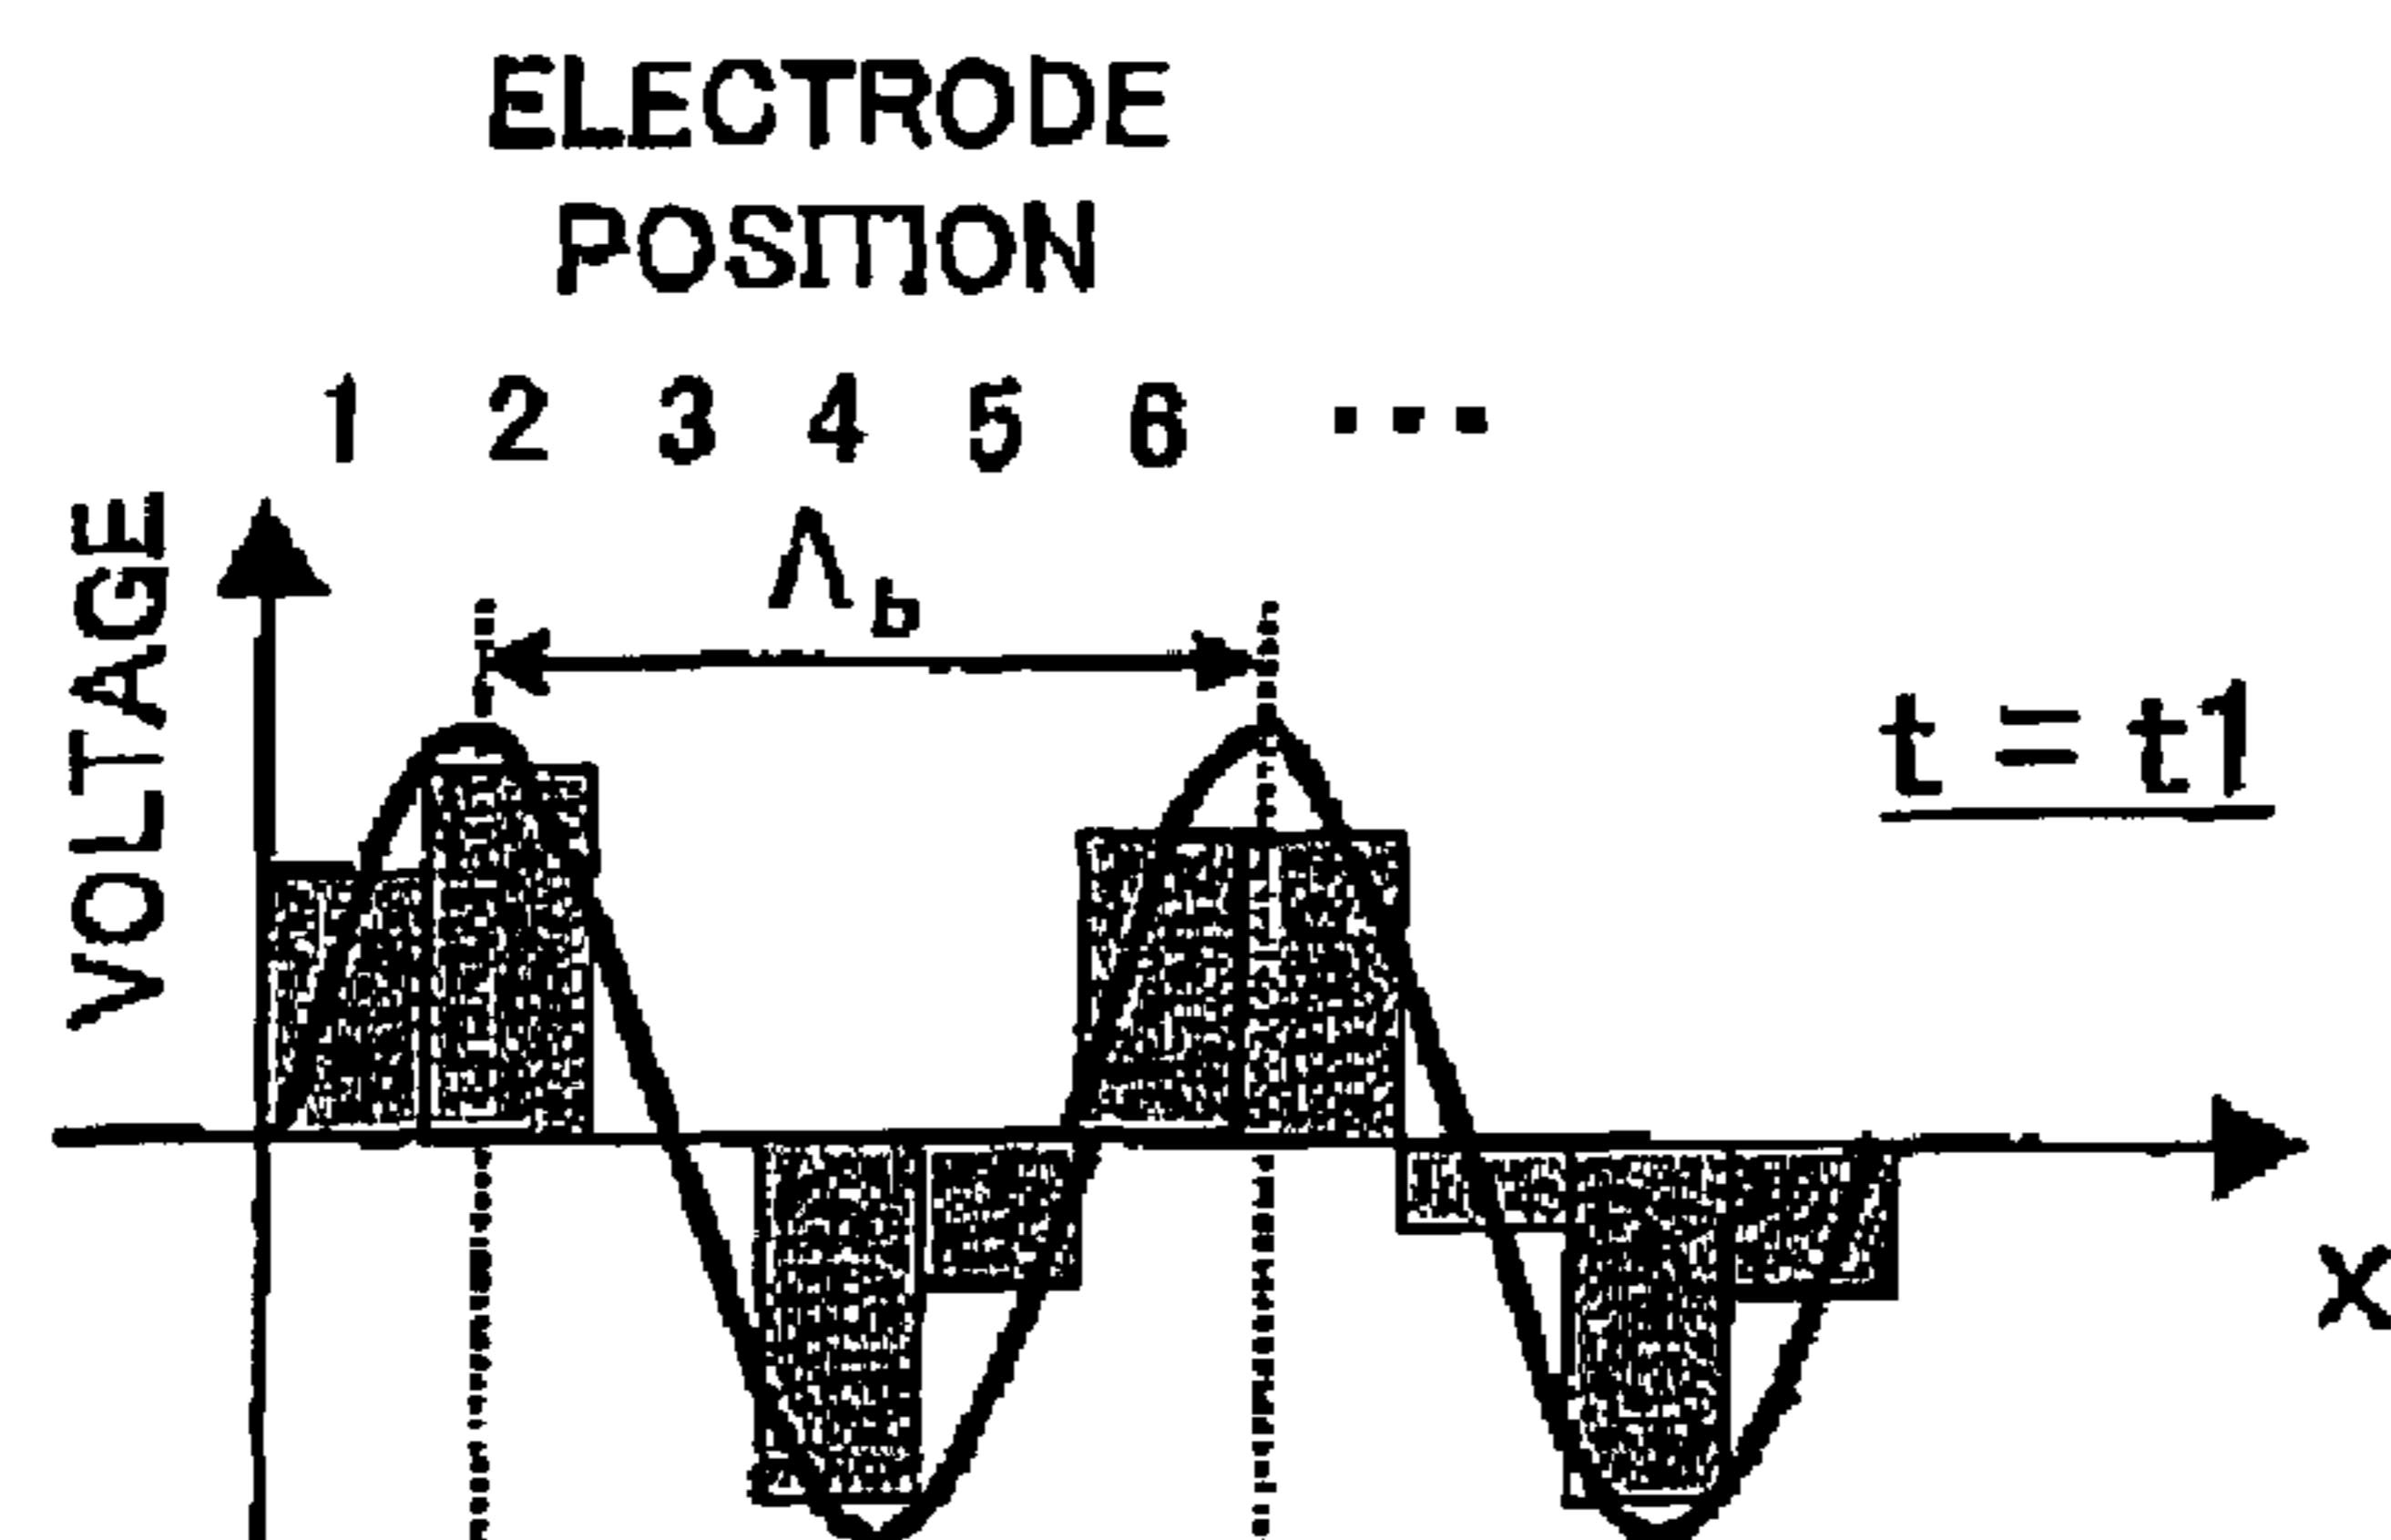 ELECTRODE
POSITION
1 2 3 4 5 6 ...
Λb
VOLTAGE
t = t1
x